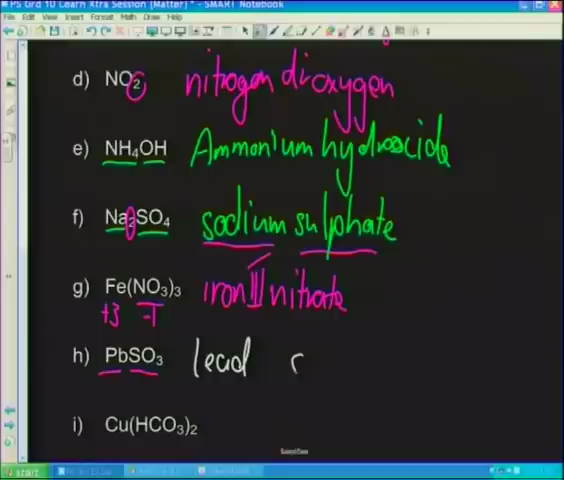 PS Grd 10 Learn Xtra Session (Matter) * - SMART Notebook
File Edit View Insert Format Math Draw Help
d) NO2 nitrogen di oxygen
e) NH4OH Ammonium hydroxide
f) Na2SO4 sodium sulphate
g) Fe(NO3)3 iron III nitrate
+3 -1
h) PbSO3 lead
i) Cu(HCO3)2
start